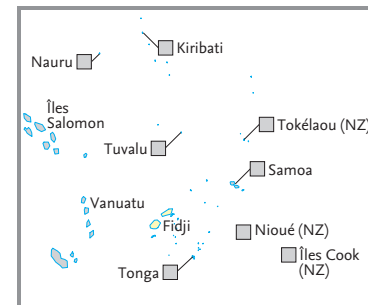 Kiribati
Nauru
Îles
Salomon
Tokélaou (NZ)
Tuvalu
Samoa
Vanuatu
Fidji
Nioué (NZ)
Îles Cook
(NZ)
Tonga